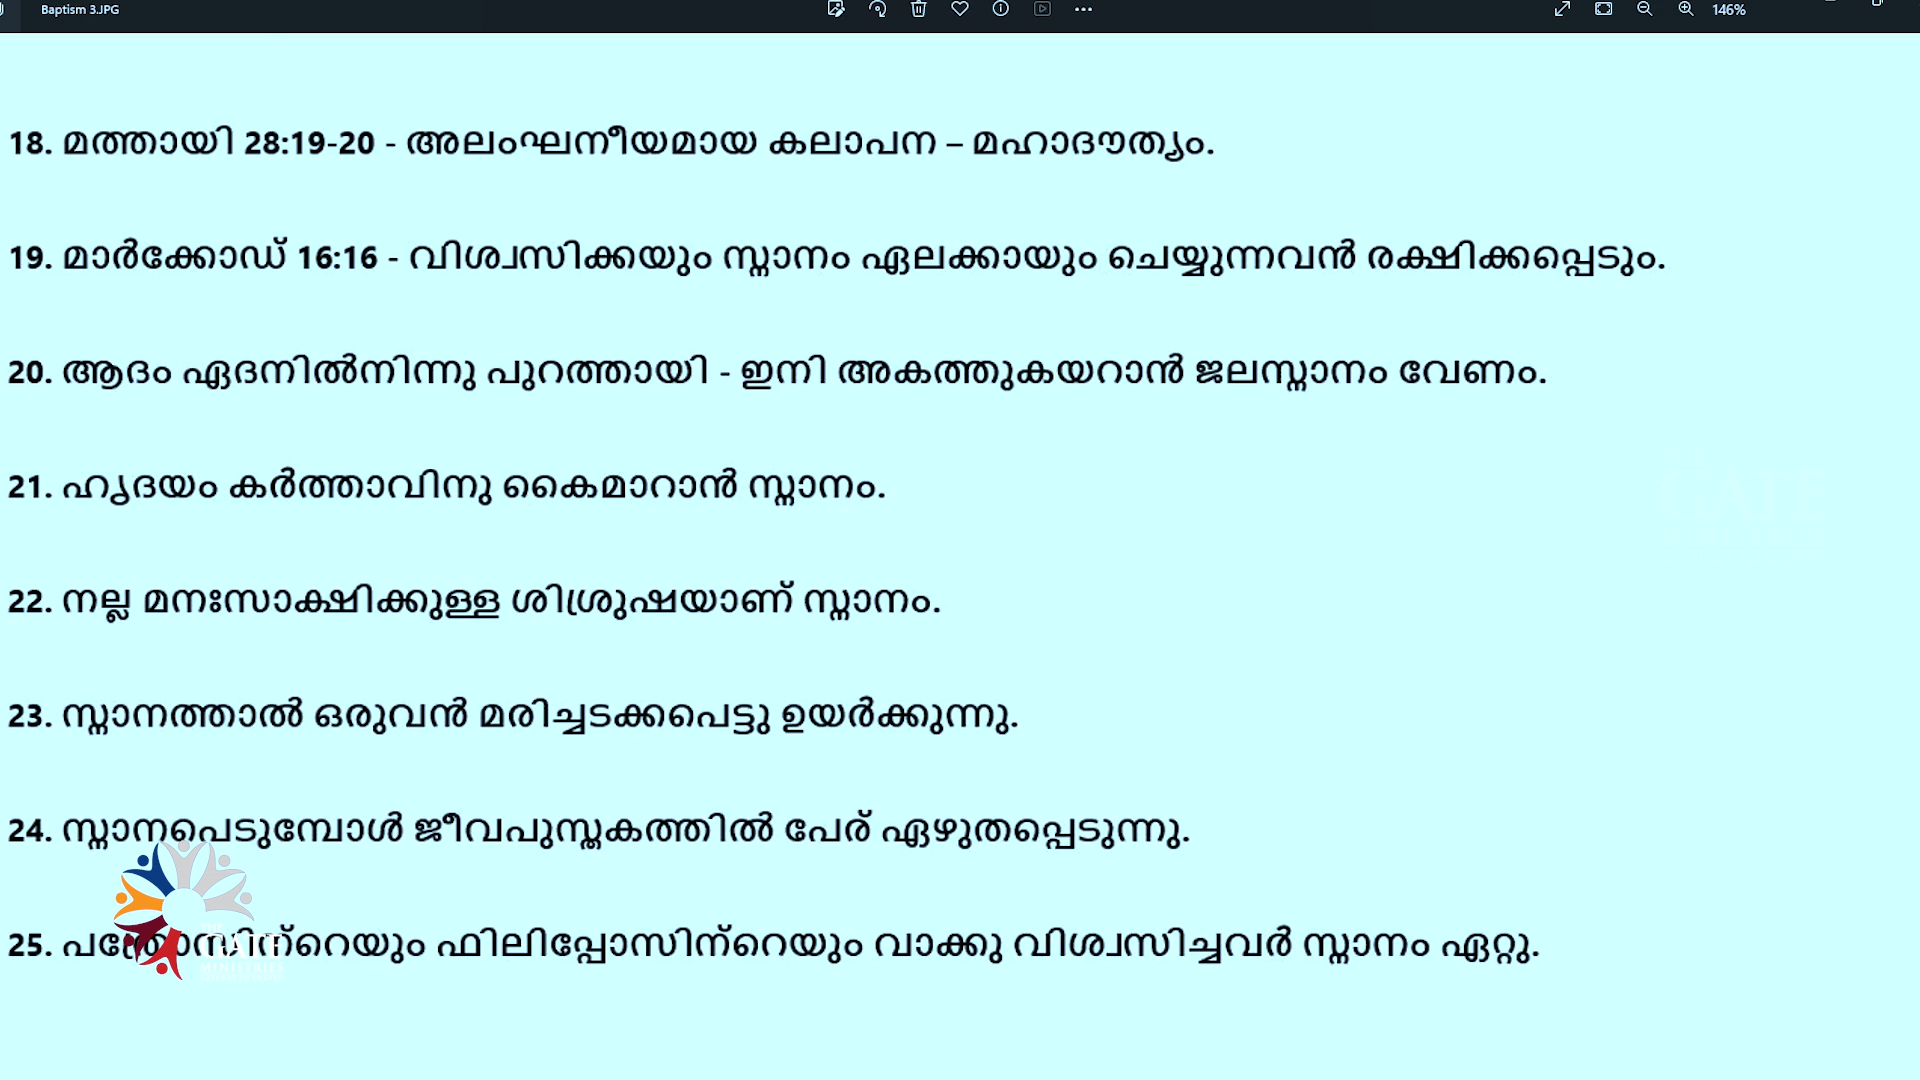 Baptism 3.JPG
146%
18. മത്തായി 28:19-20 - അലംഘനീയമായ കലാപന – മഹാദൗത്യം.
19. മാർക്കോഡ് 16:16 - വിശ്വസിക്കയും സ്നാനം ഏലക്കായും ചെയ്യുന്നവൻ രക്ഷിക്കപ്പെടും.
20. ആദം ഏദനിൽനിന്നു പുറത്തായി - ഇനി അകത്തുകയറാൻ ജലസ്നാനം വേണം.
21. ഹൃദയം കർത്താവിനു കൈമാറാൻ സ്നാനം.
22. നല്ല മനഃസാക്ഷിക്കുള്ള ശിശ്രുഷയാണ് സ്നാനം.
23. സ്നാനത്താൽ ഒരുവൻ മരിച്ചടക്കപെട്ടു ഉയർക്കുന്നു.
24. സ്നാനപെടുമ്പോൾ ജീവപുസ്തകത്തിൽ പേര് ഏഴുതപ്പെടുന്നു.
25. പത്രോസിന്റെയും ഫിലിപ്പോസിന്റെയും വാക്കു വിശ്വസിച്ചവർ സ്നാനം ഏറ്റു.
GATE
MINISTRIES